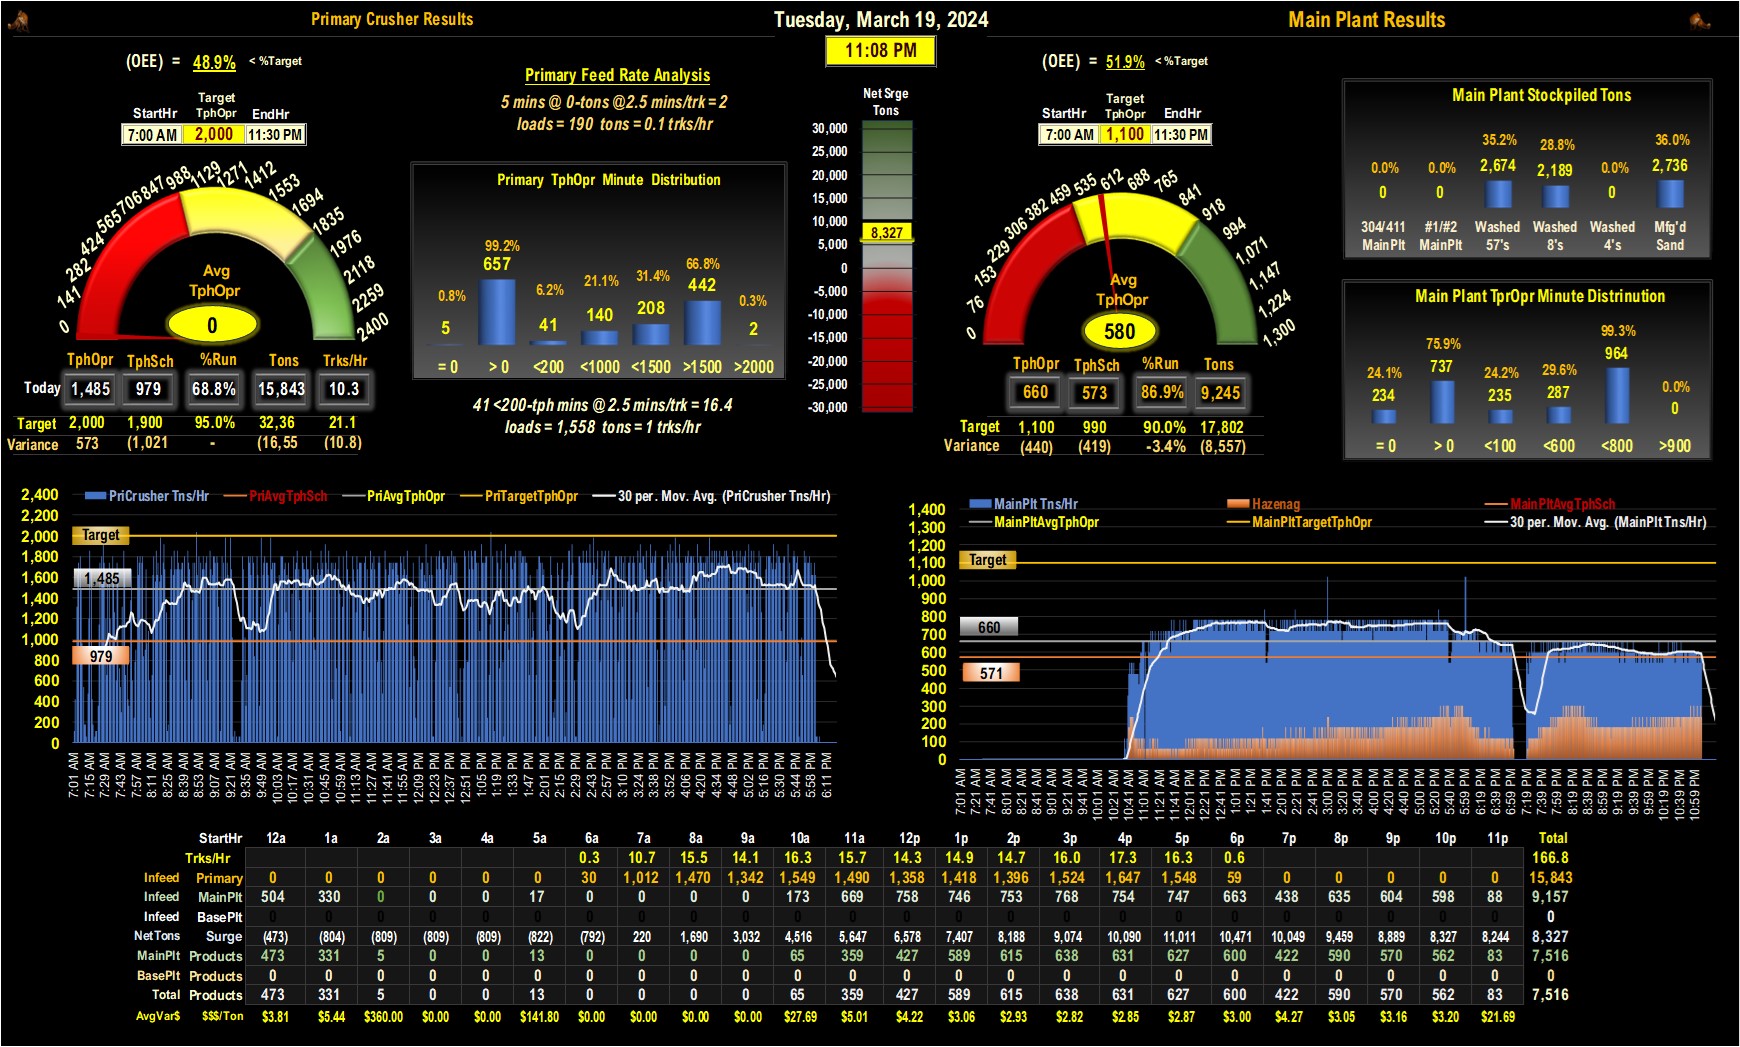 Primary Crusher Results
Tuesday, March 19, 2024
Main Plant Results
11:08 PM
(OEE) = 48.9% < %Target
StartHr Target TphOpr EndHr
7:00 AM 2,000 11:30 PM
0 141 282 424 565 706 847 988 1129 1271 1412 1553 1694 1835 1976 2118 2259 2400
Avg
TphOpr
0
TphOpr TphSch %Run Tons Trks/Hr
Today 1,485 979 68.8% 15,843 10.3
Target 2,000 1,900 95.0% 32,36 21.1
Variance 573 (1,021 - (16,55 (10.8)
Primary Feed Rate Analysis
5 mins @ 0-tons @2.5 mins/trk = 2
loads = 190 tons = 0.1 trks/hr
Primary TphOpr Minute Distribution
0.8% 99.2% 6.2% 21.1% 31.4% 66.8% 0.3%
5 657 41 140 208 442 2
= 0 > 0 <200 <1000 <1500 >1500 >2000
41 <200-tph mins @ 2.5 mins/trk = 16.4
loads = 1,558 tons = 1 trks/hr
Net Srge
Tons
30,000
25,000
20,000
15,000
10,000
8,327
5,000
0
-5,000
-10,000
-15,000
-20,000
-25,000
-30,000
(OEE) = 51.9% < %Target
StartHr Target TphOpr EndHr
7:00 AM 1,100 11:30 PM
0 76 153 229 306 382 459 535 612 688 765 841 918 994 1,071 1,147 1,224 1,300
Avg
TphOpr
580
TphOpr TphSch %Run Tons
660 573 86.9% 9,245
Target 1,100 990 90.0% 17,802
Variance (440) (419) -3.4% (8,557)
Main Plant Stockpiled Tons
0.0% 0.0% 35.2% 28.8% 0.0% 36.0%
0 0 2,674 2,189 0 2,736
304/411 #1/#2 Washed Washed Washed Mfg'd
MainPlt MainPlt 57's 8's 4's Sand
Main Plant TprOpr Minute Distrinution
24.1% 75.9% 24.2% 29.6% 99.3% 0.0%
234 737 235 287 964 0
= 0 > 0 <100 <600 <800 >900
PriCrusher Tns/Hr PriAvgTphSch PriAvgTphOpr PriTargetTphOpr 30 per. Mov. Avg. (PriCrusher Tns/Hr)
2,400
2,200
2,000
1,800
1,600
1,400
1,200
1,000
800
600
400
200
0
Target
1,485
979
7:01 AM 7:15 AM 7:29 AM 7:43 AM 7:57 AM 8:11 AM 8:25 AM 8:39 AM 8:53 AM 9:07 AM 9:21 AM 9:35 AM 9:49 AM 10:03 AM 10:17 AM 10:31 AM 10:45 AM 10:59 AM 11:13 AM 11:27 AM 11:41 AM 11:55 AM 12:09 PM 12:23 PM 12:37 PM 12:51 PM 1:05 PM 1:19 PM 1:33 PM 1:47 PM 2:01 PM 2:15 PM 2:29 PM 2:43 PM 2:57 PM 3:10 PM 3:24 PM 3:38 PM 3:52 PM 4:06 PM 4:20 PM 4:34 PM 4:48 PM 5:02 PM 5:16 PM 5:30 PM 5:44 PM 5:58 PM 6:11 PM
MainPlt Tns/Hr Hazenag MainPltAvgTphSch
MainPltAvgTphOpr MainPltTargetTphOpr 30 per. Mov. Avg. (MainPlt Tns/Hr)
1,400
1,300
1,200
1,100
1,000
900
800
700
600
500
400
300
200
100
0
Target
660
571
7:01 AM 7:21 AM 7:41 AM 8:01 AM 8:21 AM 8:41 AM 9:01 AM 9:21 AM 9:41 AM 10:01 AM 10:21 AM 10:41 AM 11:01 AM 11:21 AM 11:41 AM 12:01 PM 12:21 PM 12:41 PM 1:01 PM 1:21 PM 1:41 PM 2:01 PM 2:21 PM 2:41 PM 3:00 PM 3:20 PM 3:40 PM 4:00 PM 4:20 PM 4:40 PM 5:00 PM 5:20 PM 5:40 PM 5:59 PM 6:19 PM 6:39 PM 6:59 PM 7:19 PM 7:39 PM 7:59 PM 8:19 PM 8:39 PM 8:59 PM 9:19 PM 9:39 PM 9:59 PM 10:19 PM 10:39 PM 10:59 PM
StartHr 12a 1a 2a 3a 4a 5a 6a 7a 8a 9a 10a 11a 12p 1p 2p 3p 4p 5p 6p 7p 8p 9p 10p 11p Total
Trks/Hr 0.3 10.7 15.5 14.1 16.3 15.7 14.3 14.9 14.7 16.0 17.3 16.3 0.6 166.8
Infeed Primary 0 0 0 0 0 0 30 1,012 1,470 1,342 1,549 1,490 1,358 1,418 1,396 1,524 1,647 1,548 59 0 0 0 0 0 15,843
Infeed MainPlt 504 330 0 0 0 17 0 0 0 0 173 669 758 746 753 768 754 747 663 438 635 604 598 88 9,157
Infeed BasePlt 0 0 0 0 0 0 0 0 0 0 0 0 0 0 0 0 0 0 0 0 0 0 0 0 0
NetTons Surge (473) (804) (809) (809) (809) (822) (792) 220 1,690 3,032 4,516 5,647 6,578 7,407 8,188 9,074 10,090 11,011 10,471 10,049 9,459 8,889 8,327 8,244 8,327
MainPlt Products 473 331 5 0 0 13 0 0 0 0 65 359 427 589 615 638 631 627 600 422 590 570 562 83 7,516
BasePlt Products 0 0 0 0 0 0 0 0 0 0 0 0 0 0 0 0 0 0 0 0 0 0 0 0 0
Total Products 473 331 5 0 0 13 0 0 0 0 65 359 427 589 615 638 631 627 600 422 590 570 562 83 7,516
AvgVar$ $$$/Ton $3.81 $5.44 $360.00 $0.00 $0.00 $141.80 $0.00 $0.00 $0.00 $0.00 $27.69 $5.01 $4.22 $3.06 $2.93 $2.82 $2.85 $2.87 $3.00 $4.27 $3.05 $3.16 $3.20 $21.69